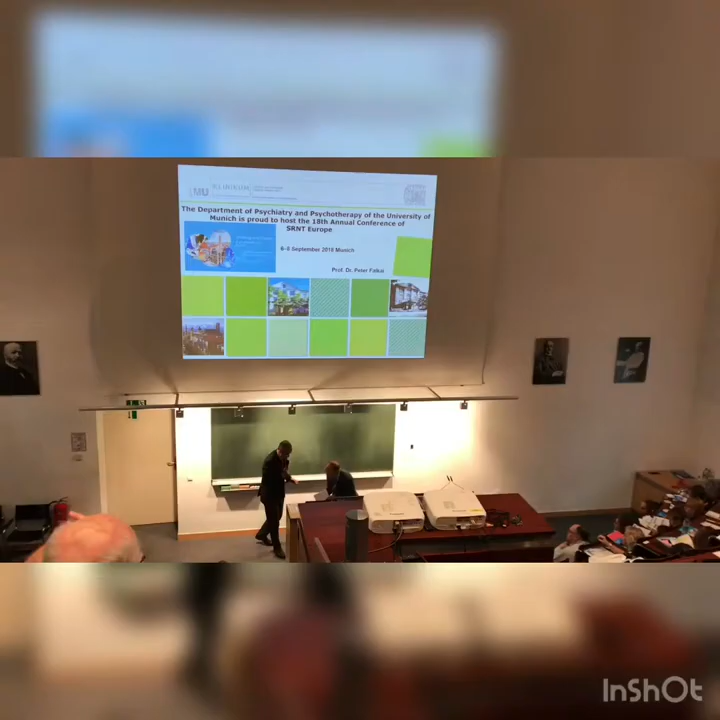 LMU
The Department of Psychiatry and Psychotherapy of the University of
Munich is proud to host the 18th Annual Conference of
SRNT Europe
6-8 September 2018 Munich
Prof. Dr. Peter Falkai
InShOt